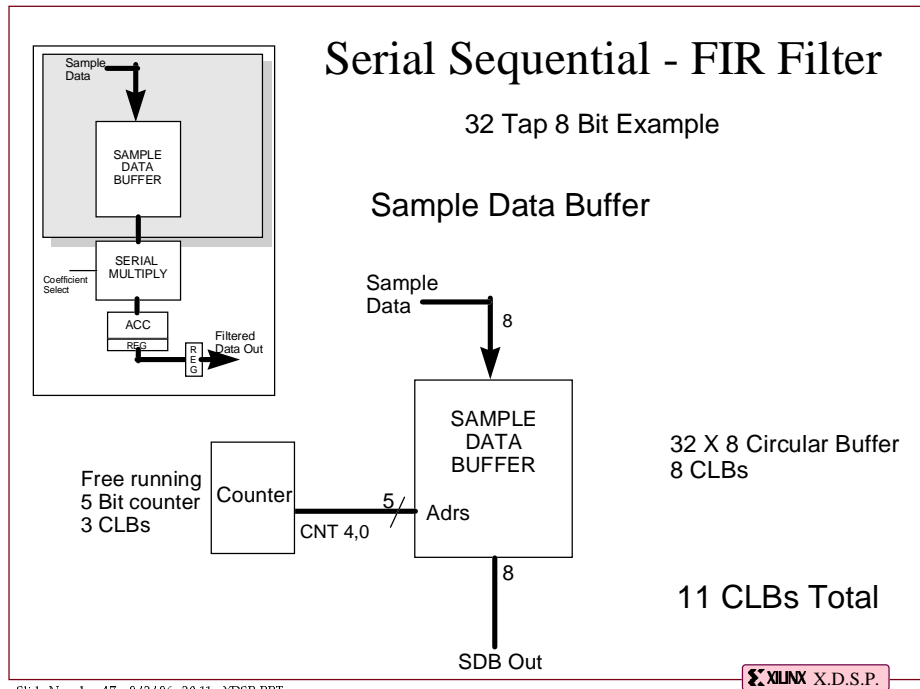 Serial Sequential - FIR Filter
32 Tap 8 Bit Example
Sample Data Buffer
Sample
Data
SAMPLE
DATA
BUFFER
SERIAL
MULTIPLY
Coefficient
Select
ACC
REG
R
E
G
Filtered
Data Out
Sample
Data
8
SAMPLE
DATA
BUFFER
Adrs
5
CNT 4,0
Counter
Free running
5 Bit counter
3 CLBs
8
SDB Out
32 X 8 Circular Buffer
8 CLBs
11 CLBs Total
XILINX X.D.S.P.